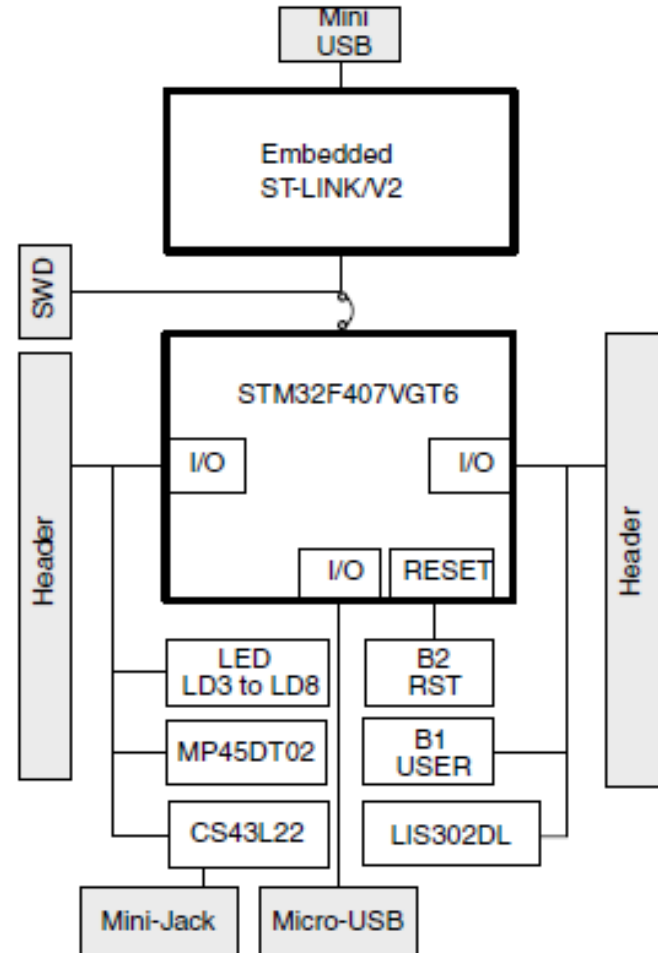 Mini
USB
Embedded
ST-LINK/V2
SWD
STM32F407VGT6
I/O
I/O
Header
Header
I/O
RESET
LED
LD3 to LD8
B2
RST
MP45DT02
B1
USER
CS43L22
LIS302DL
Mini-Jack
Micro-USB